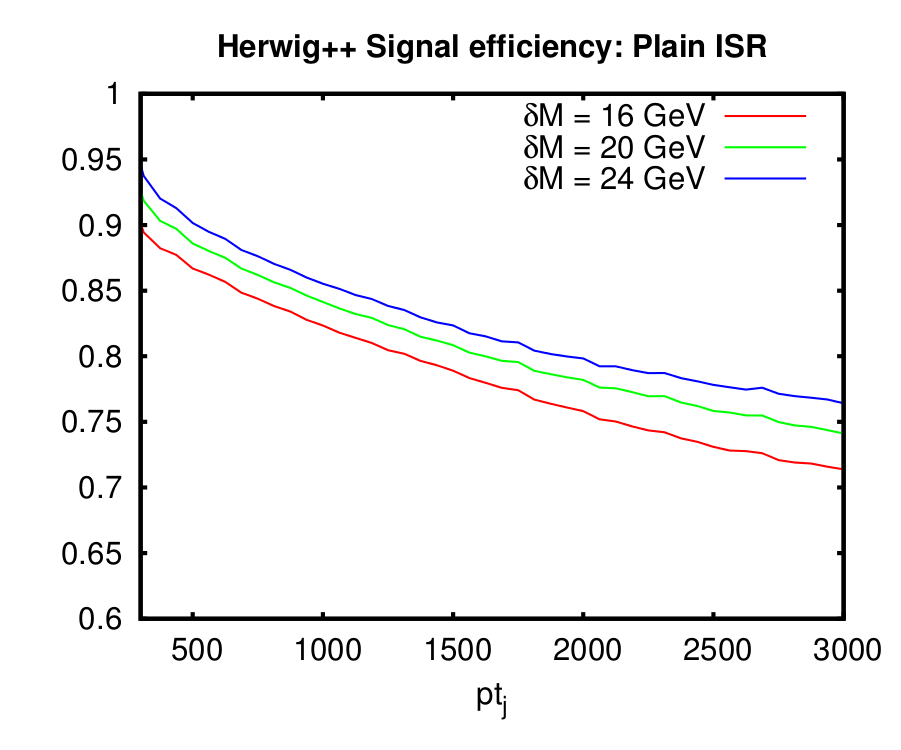 Herwig++ Signal efficiency: Plain ISR
δM = 16 GeV
δM = 20 GeV
δM = 24 GeV
1
0.95
0.9
0.85
0.8
0.75
0.7
0.65
0.6
500 1000 1500 2000 2500 3000
ptj